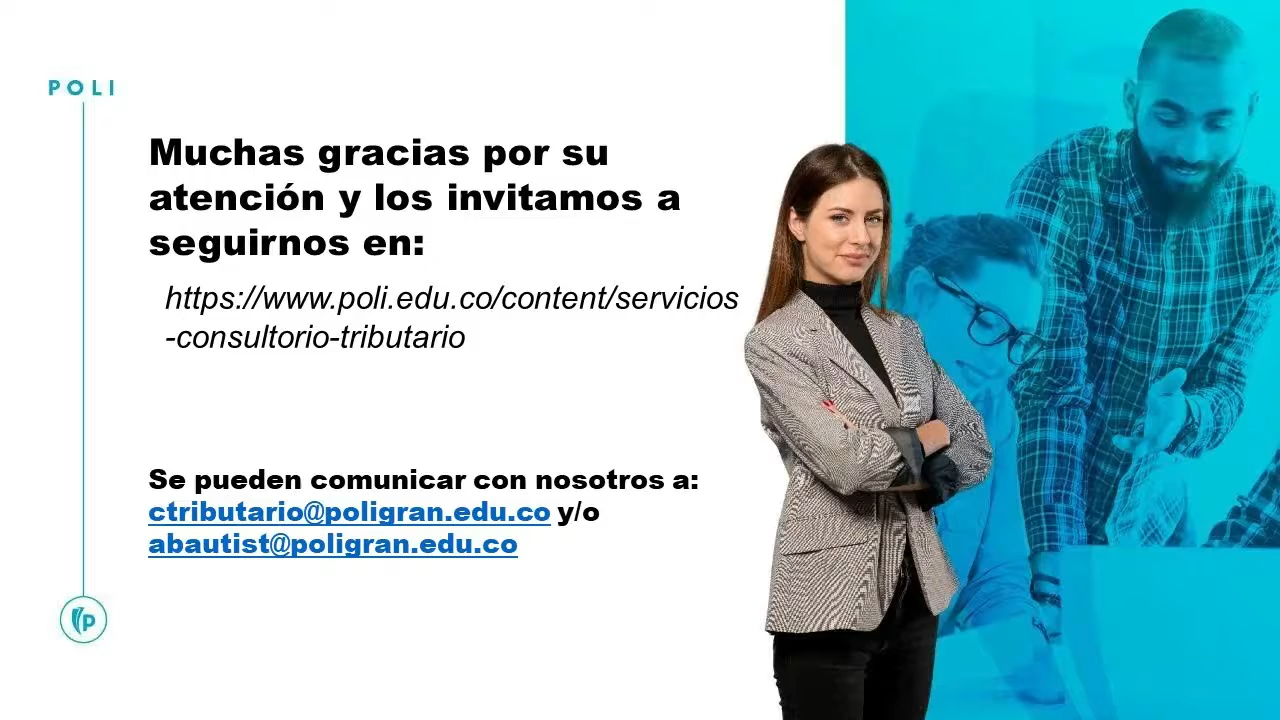 POLI
Muchas gracias por su
atención y los invitamos a
seguirnos en:
https://www.poli.edu.co/content/servicios
-consultorio-tributario
Se pueden comunicar con nosotros a:
ctributario@poligran.edu.co y/o
abautist@poligran.edu.co
p